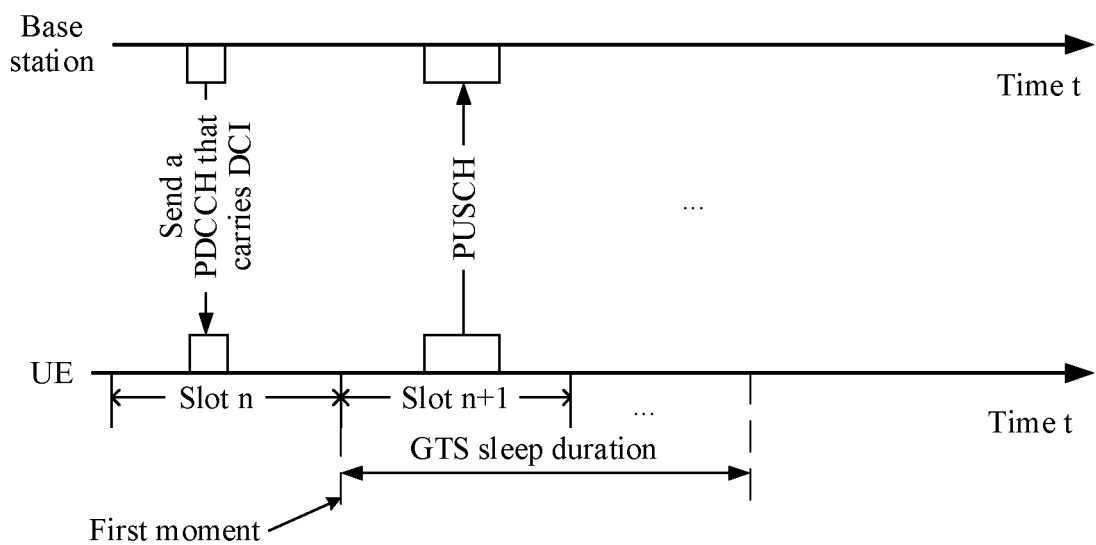 Base
station
Time t
Send a
PDCCH that
carries DCI
PUSCH
...
UE
Slot n
Slot n+1
...
Time t
GTS sleep duration
First moment